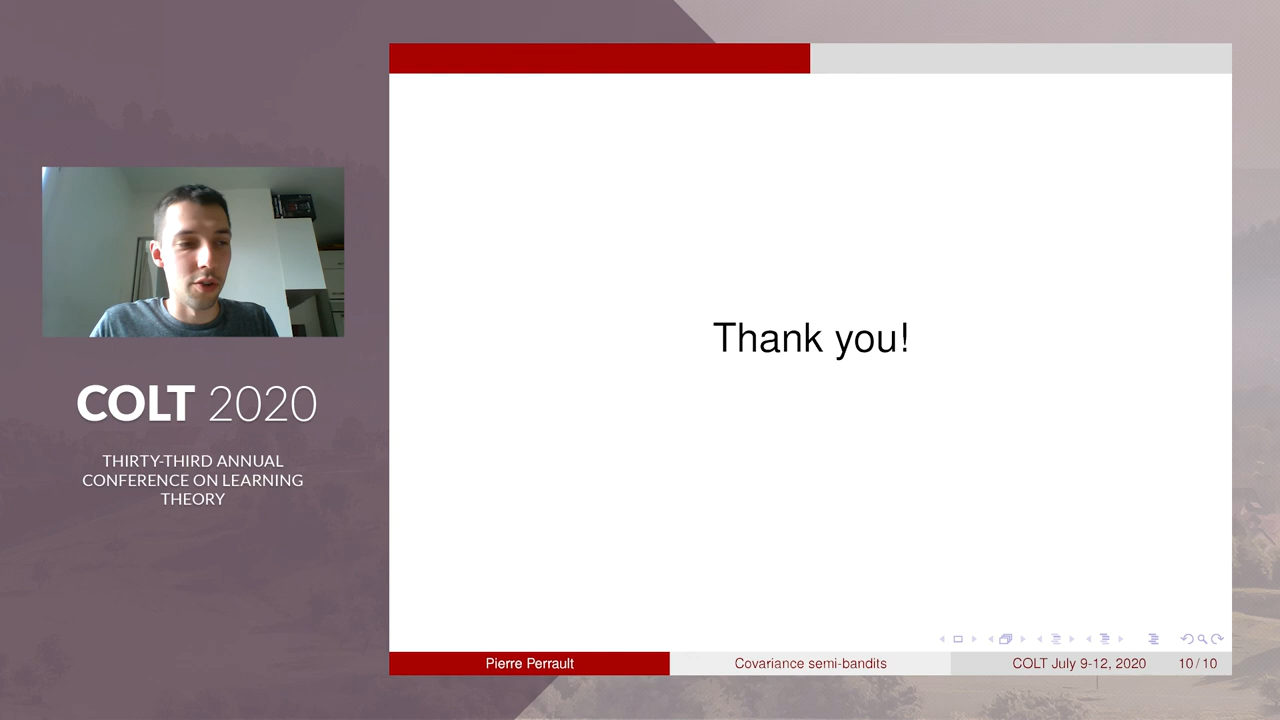 COLT 2020
THIRTY-THIRD ANNUAL
CONFERENCE ON LEARNING
THEORY
Thank you!
Pierre Perrault
Covariance semi-bandits
COLT July 9-12, 2020
10 / 10